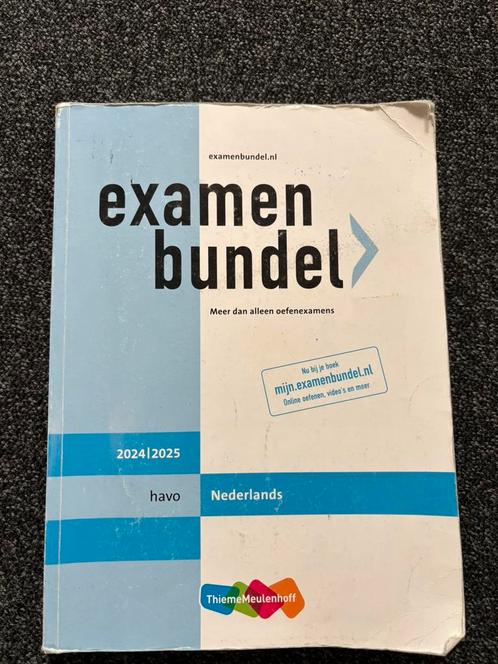 examenbundel.nl
examen
bundel
Meer dan alleen oefenexamens
Nu bij je boek
mijn.examenbundel.nl
Online oefenen, video's en meer
2024|2025
havo
Nederlands
ThiemeMeulenhoff